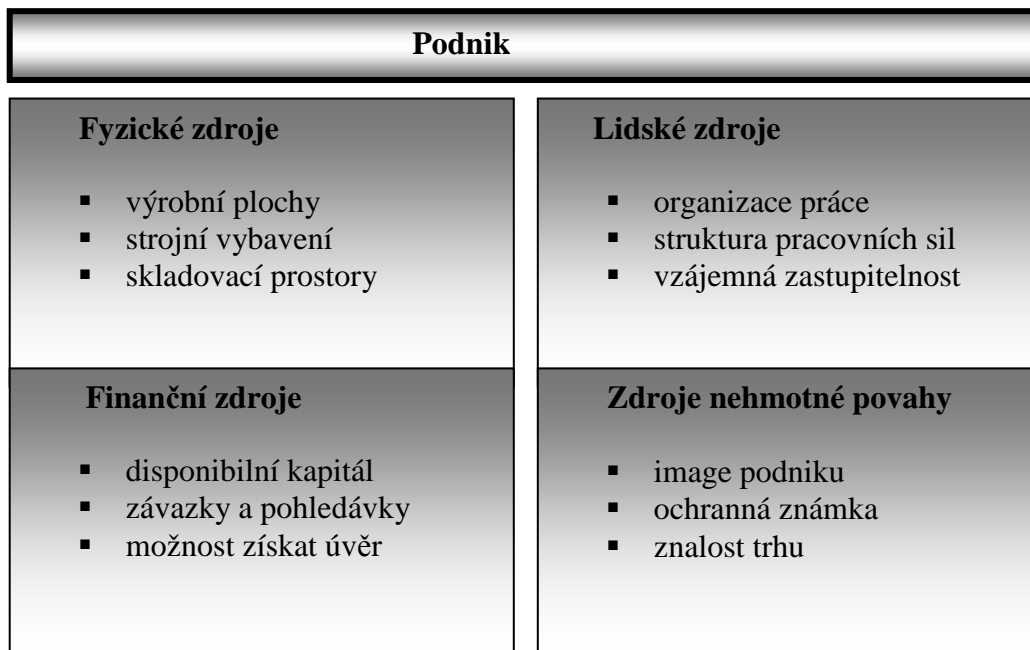 Podnik
Fyzické zdroje
▪ výrobní plochy
▪ strojní vybavení
▪ skladovací prostory
Lidské zdroje
▪ organizace práce
▪ struktura pracovních sil
▪ vzájemná zastupitelnost
Finanční zdroje
▪ disponibilní kapitál
▪ závazky a pohledávky
▪ možnost získat úvěr
Zdroje nehmotné povahy
▪ image podniku
▪ ochranná známka
▪ znalost trhu